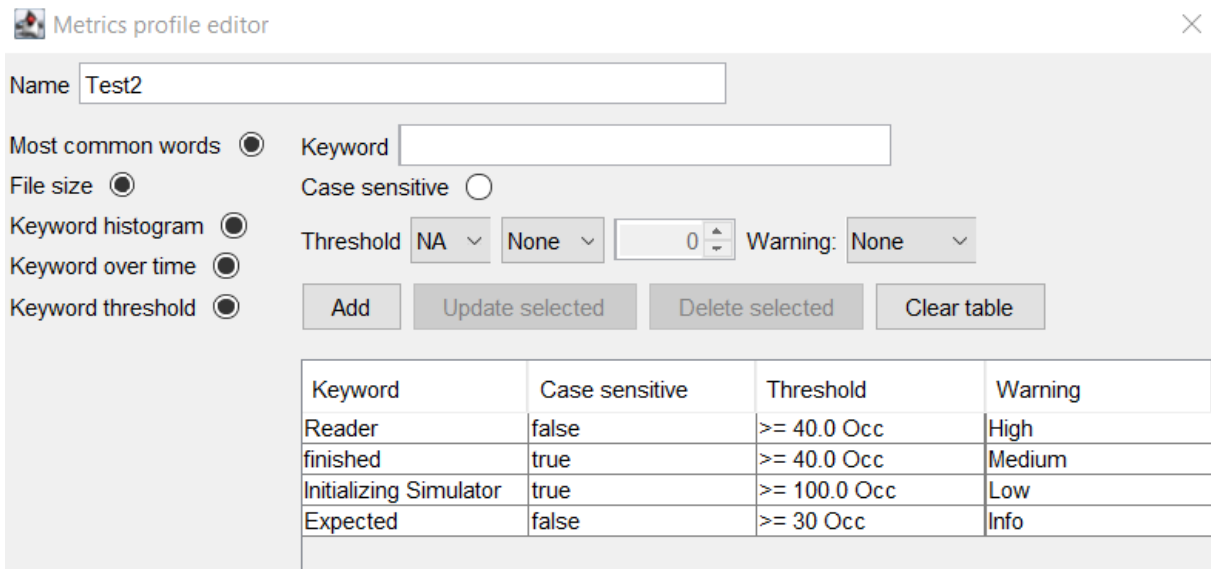 Metrics profile editor
Name Test2
Most common words Keyword
File size Case sensitive
Keyword histogram Threshold NA None 0 Warning: None
Keyword over time
Keyword threshold Add Update selected Delete selected Clear table
Keyword Case sensitive Threshold Warning
Reader false >= 40.0 Occ High
finished true >= 40.0 Occ Medium
Initializing Simulator true >= 100.0 Occ Low
Expected false >= 30 Occ Info